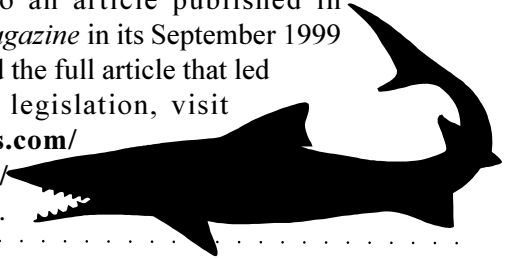 o an article published in
agazine in its September 1999
the full article that led
legislation, visit
s.com/
/
.
. . . . . . . . . . . . . . . . . . . . . . . . . .